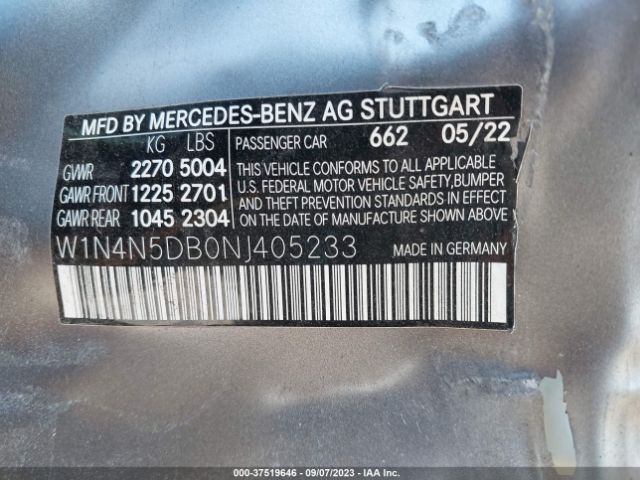 MFD BY MERCEDES-BENZ AG STUTTGART
KG LBS
PASSENGER CAR 662 05/22
GVWR 2270 5004
GAWR FRONT 1225 2701
GAWR REAR 1045 2304
THIS VEHICLE CONFORMS TO ALL APPLICABLE
U.S. FEDERAL MOTOR VEHICLE SAFETY, BUMPER
AND THEFT PREVENTION STANDARDS IN EFFECT
ON THE DATE OF MANUFACTURE SHOWN ABOVE
W1N4N5DB0NJ405233
MADE IN GERMANY
000-37519646 - 09/07/2023 - Copyright © 2023, IAA Inc.